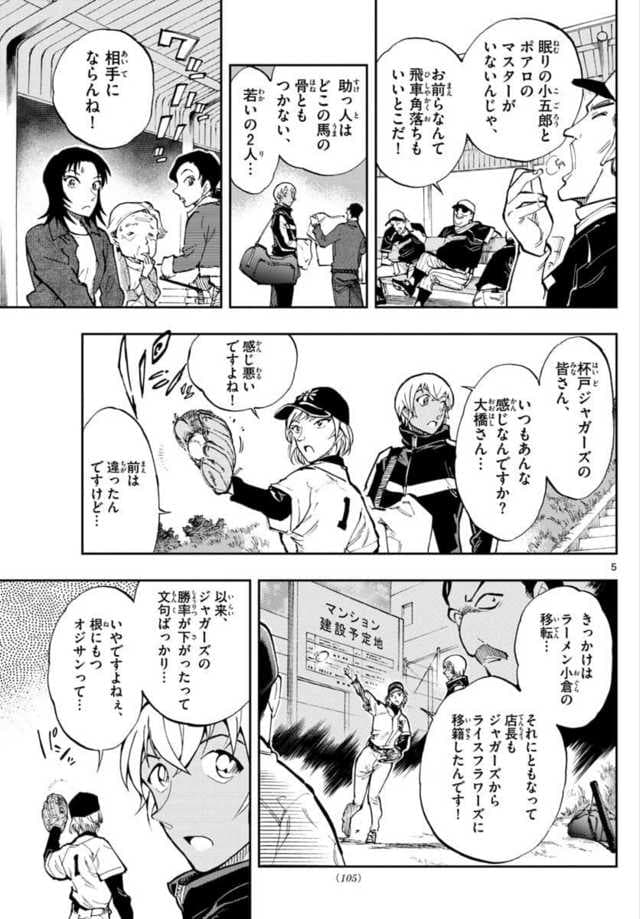 眠りの小五郎と
ポアロの
マスターが
いないんじゃ、
お前らなんて
飛車角落ちも
いいとこだ!
助っ人は
どこの馬の
骨とも
つかない、
若いの2人…
相手に
ならんね!
杯戸ジャガーズの
皆さん、
いつもあんな
感じなんですか?
大橋さん…
感じ悪い
ですよね!
前は
違ったん
ですけど…
5
きっかけは
ラーメン小倉の
移転…
マンション
建設予定地
それにともなって
店長も
ジャガーズから
ライスフラワーズに
移籍したんです!
以来、
ジャガーズの
勝率が下がったって
文句ばっかり…
いやですよねぇ、
根にもつ
オジサンって…
1
1
(105)